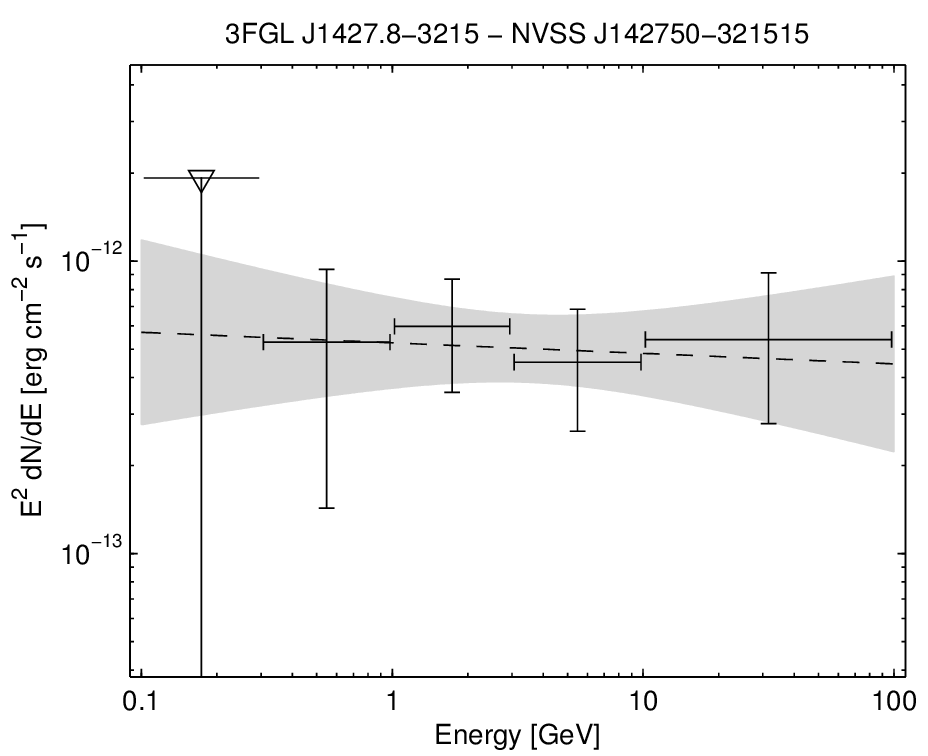 3FGL J1427.8−3215 − NVSS J142750−321515
E² dN/dE [erg cm⁻² s⁻¹]
10⁻¹²
10⁻¹³
0.1 1 10 100
Energy [GeV]